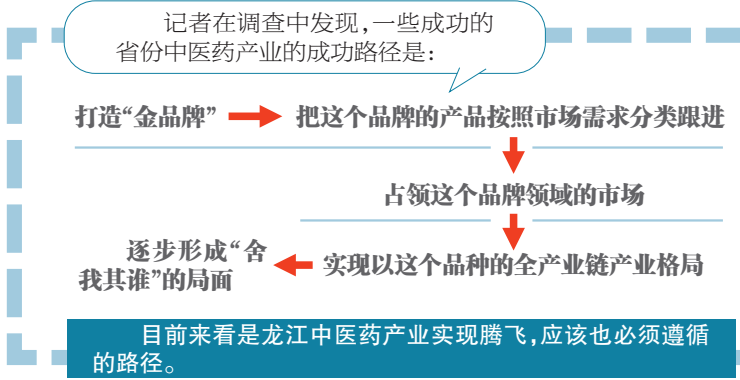 记者在调查中发现,一些成功的
省份中医药产业的成功路径是:
打造“金品牌”
把这个品牌的产品按照市场需求分类跟进
占领这个品牌领域的市场
实现以这个品种的全产业链产业格局
逐步形成“舍
我其谁”的局面
目前来看是龙江中医药产业实现腾飞,应该也必须遵循
的路径。